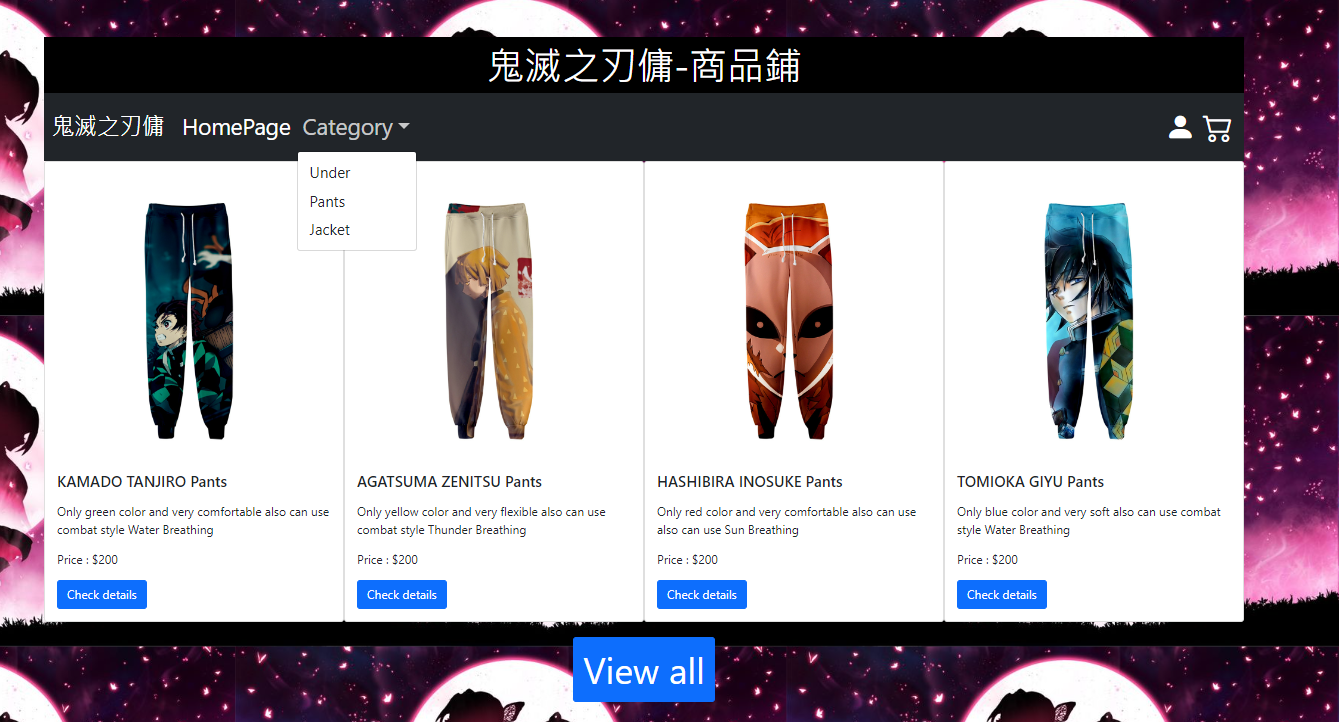 鬼滅之刃傭-商品鋪
鬼滅之刃傭 HomePage Category
Under
Pants
Jacket
KAMADO TANJIRO Pants
Only green color and very comfortable also can use
combat style Water Breathing
Price : $200
Check details
AGATSUMA ZENITSU Pants
Only yellow color and very flexible also can use
combat style Thunder Breathing
Price : $200
Check details
HASHIBIRA INOSUKE Pants
Only red color and very comfortable also can use
also can use Sun Breathing
Price : $200
Check details
TOMIOKA GIYU Pants
Only blue color and very soft also can use combat
style Water Breathing
Price : $200
Check details
View all